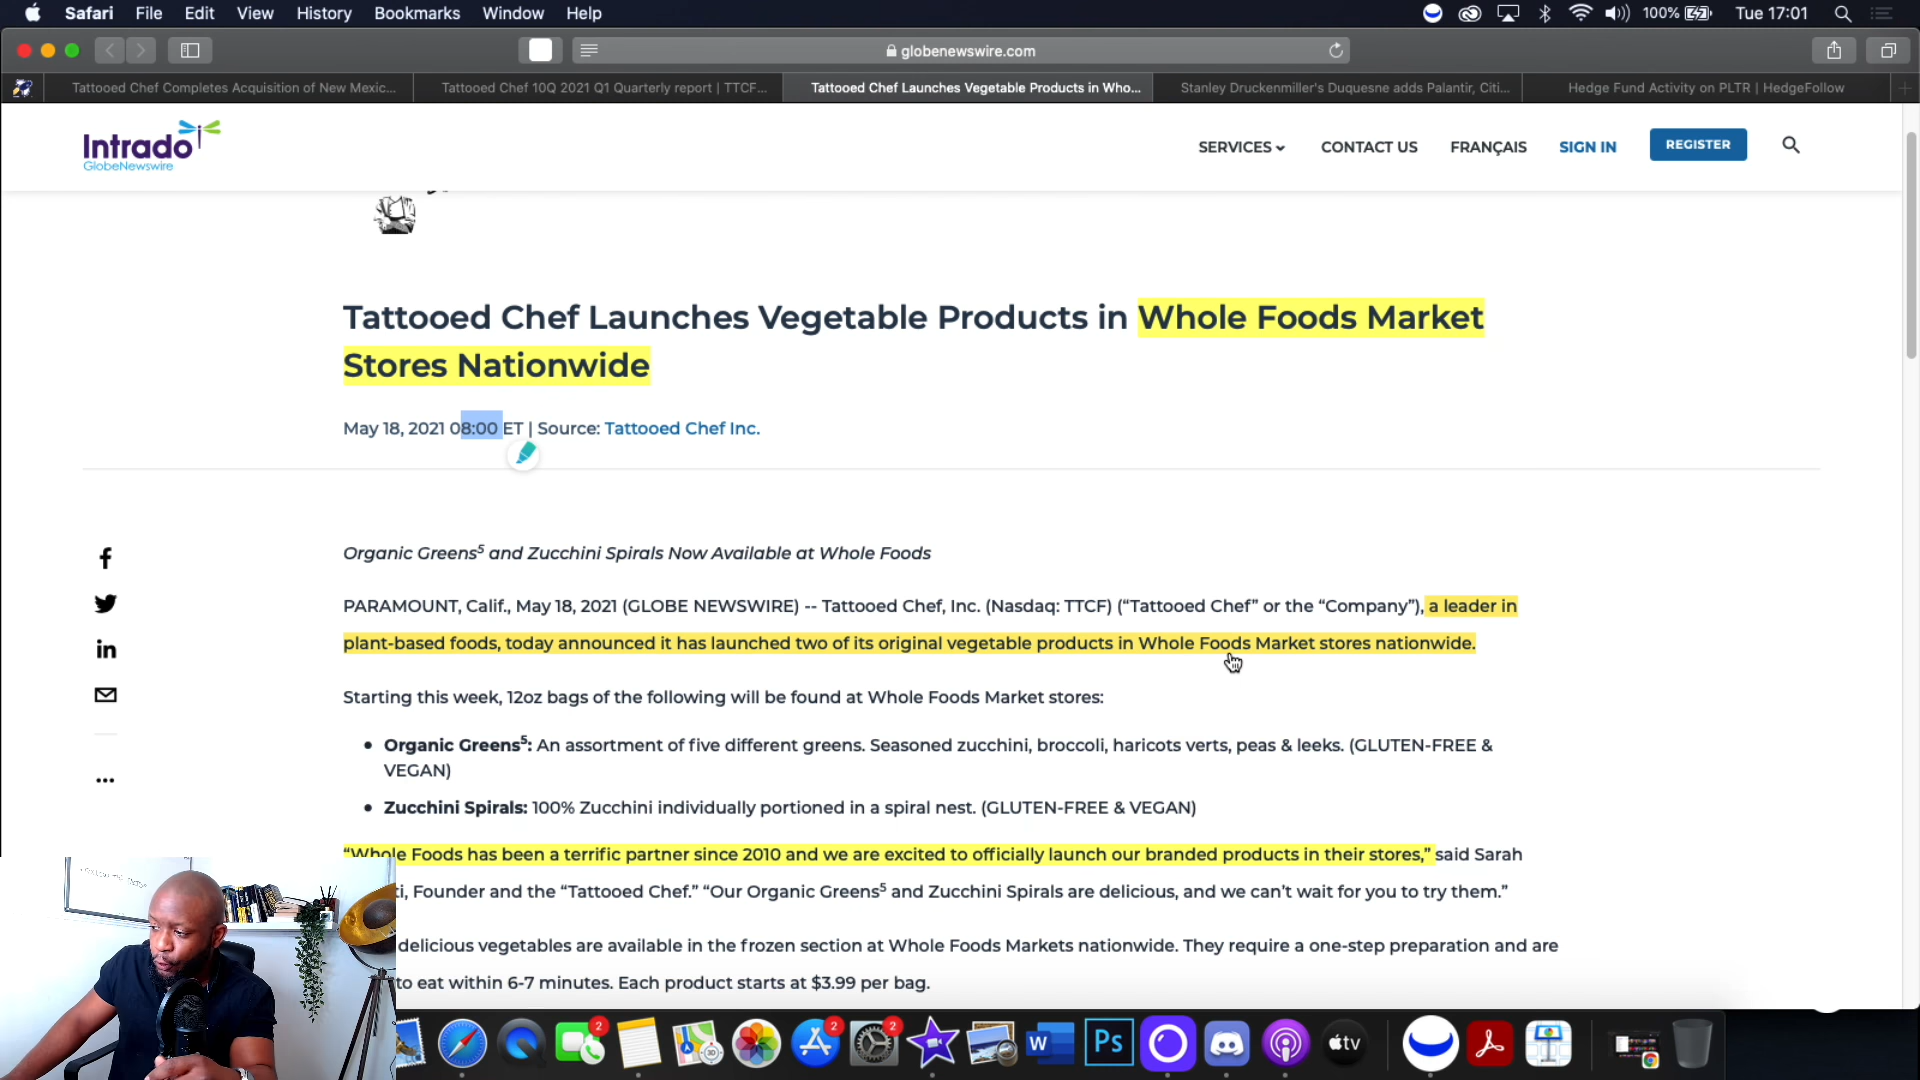 Safari File Edit View History Bookmarks Window Help 100% Tue 17:01
globenewswire.com
Tattooed Chef Completes Acquisition of New Mexic...
Tattooed Chef 10Q 2021 Q1 Quarterly report | TTCF...
Tattooed Chef Launches Vegetable Products in Who...
Stanley Druckenmiller's Duquesne adds Palantir, Citi...
Hedge Fund Activity on PLTR | HedgeFollow
Intrado
GlobeNewswire
SERVICES CONTACT US FRANÇAIS SIGN IN REGISTER
Tattooed Chef Launches Vegetable Products in Whole Foods Market
Stores Nationwide
May 18, 2021 08:00 ET | Source: Tattooed Chef Inc.
Organic Greens⁵ and Zucchini Spirals Now Available at Whole Foods
PARAMOUNT, Calif., May 18, 2021 (GLOBE NEWSWIRE) -- Tattooed Chef, Inc. (Nasdaq: TTCF) (“Tattooed Chef” or the “Company”), a leader in
plant-based foods, today announced it has launched two of its original vegetable products in Whole Foods Market stores nationwide.
Starting this week, 12oz bags of the following will be found at Whole Foods Market stores:
• Organic Greens⁵: An assortment of five different greens. Seasoned zucchini, broccoli, haricots verts, peas & leeks. (GLUTEN-FREE &
VEGAN)
• Zucchini Spirals: 100% Zucchini individually portioned in a spiral nest. (GLUTEN-FREE & VEGAN)
“Whole Foods has been a terrific partner since 2010 and we are excited to officially launch our branded products in their stores,” said Sarah
ti, Founder and the “Tattooed Chef.” “Our Organic Greens⁵ and Zucchini Spirals are delicious, and we can’t wait for you to try them.”
delicious vegetables are available in the frozen section at Whole Foods Markets nationwide. They require a one-step preparation and are
to eat within 6-7 minutes. Each product starts at $3.99 per bag.
2
2
2
3D
W
Ps
tv